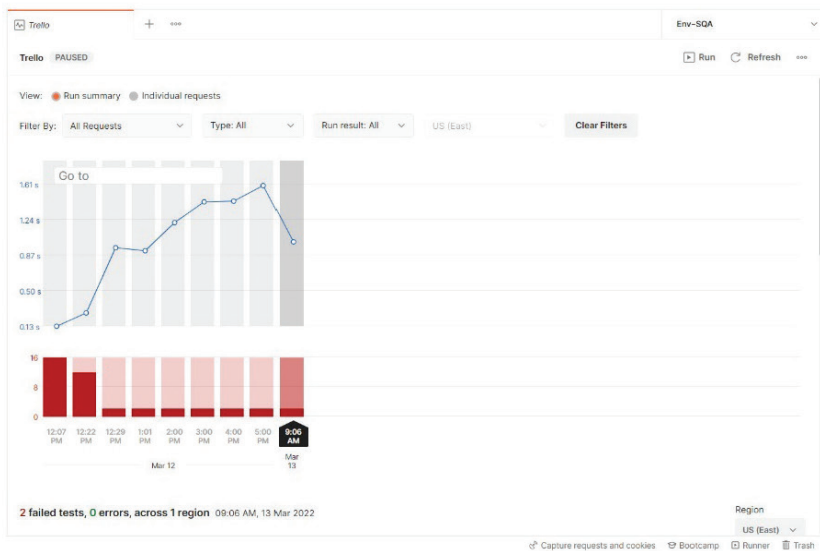 Trello
Env-SQA
Trello PAUSED
Run Refresh
View: Run summary Individual requests
Filter By: All Requests Type: All Run result: All US (East) Clear Filters
Go to
1.61 s
1.24 s
0.87 s
0.50 s
0.13 s
16
8
0
12:07 12:22 12:29 1:01 2:00 3:00 4:00 5:00 9:06
PM PM PM PM PM PM PM PM AM
Mar 12
Mar
13
2 failed tests, 0 errors, across 1 region 09:06 AM, 13 Mar 2022
Region
US (East)
Capture requests and cookies Bootcamp Runner Trash